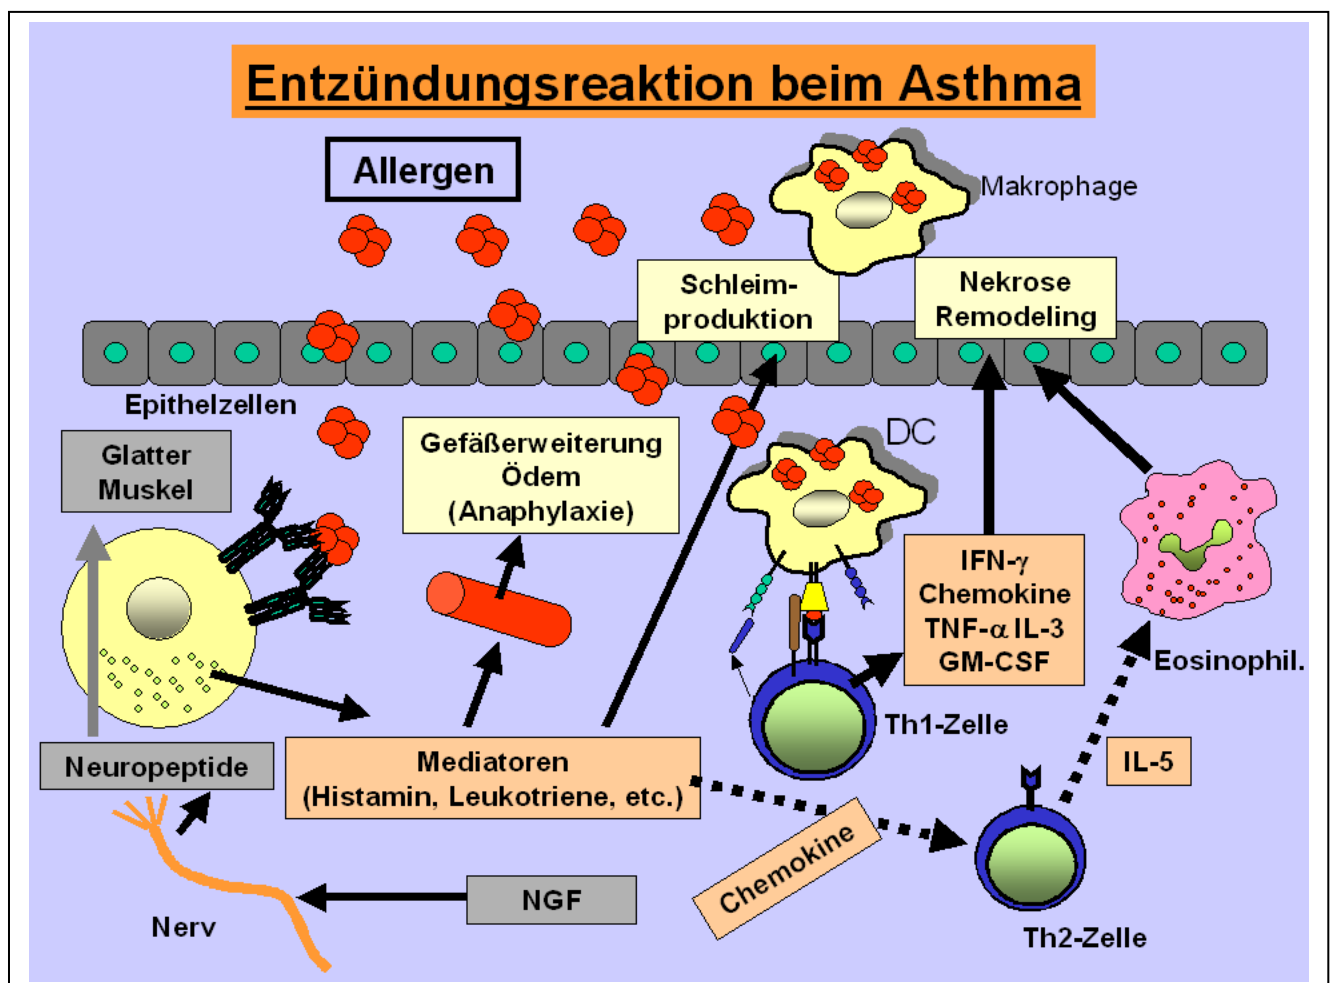 Entzündungsreaktion beim Asthma
Allergen
Makrophage
Schleim-
produktion
Nekrose
Remodeling
Epithelzellen
Glatter
Muskel
Gefäßerweiterung
Ödem
(Anaphylaxie)
DC
IFN-γ
Chemokine
TNF-α IL-3
GM-CSF
Eosinophil.
Th1-Zelle
Neuropeptide
Mediatoren
(Histamin, Leukotriene, etc.)
IL-5
Chemokine
NGF
Nerv
Th2-Zelle